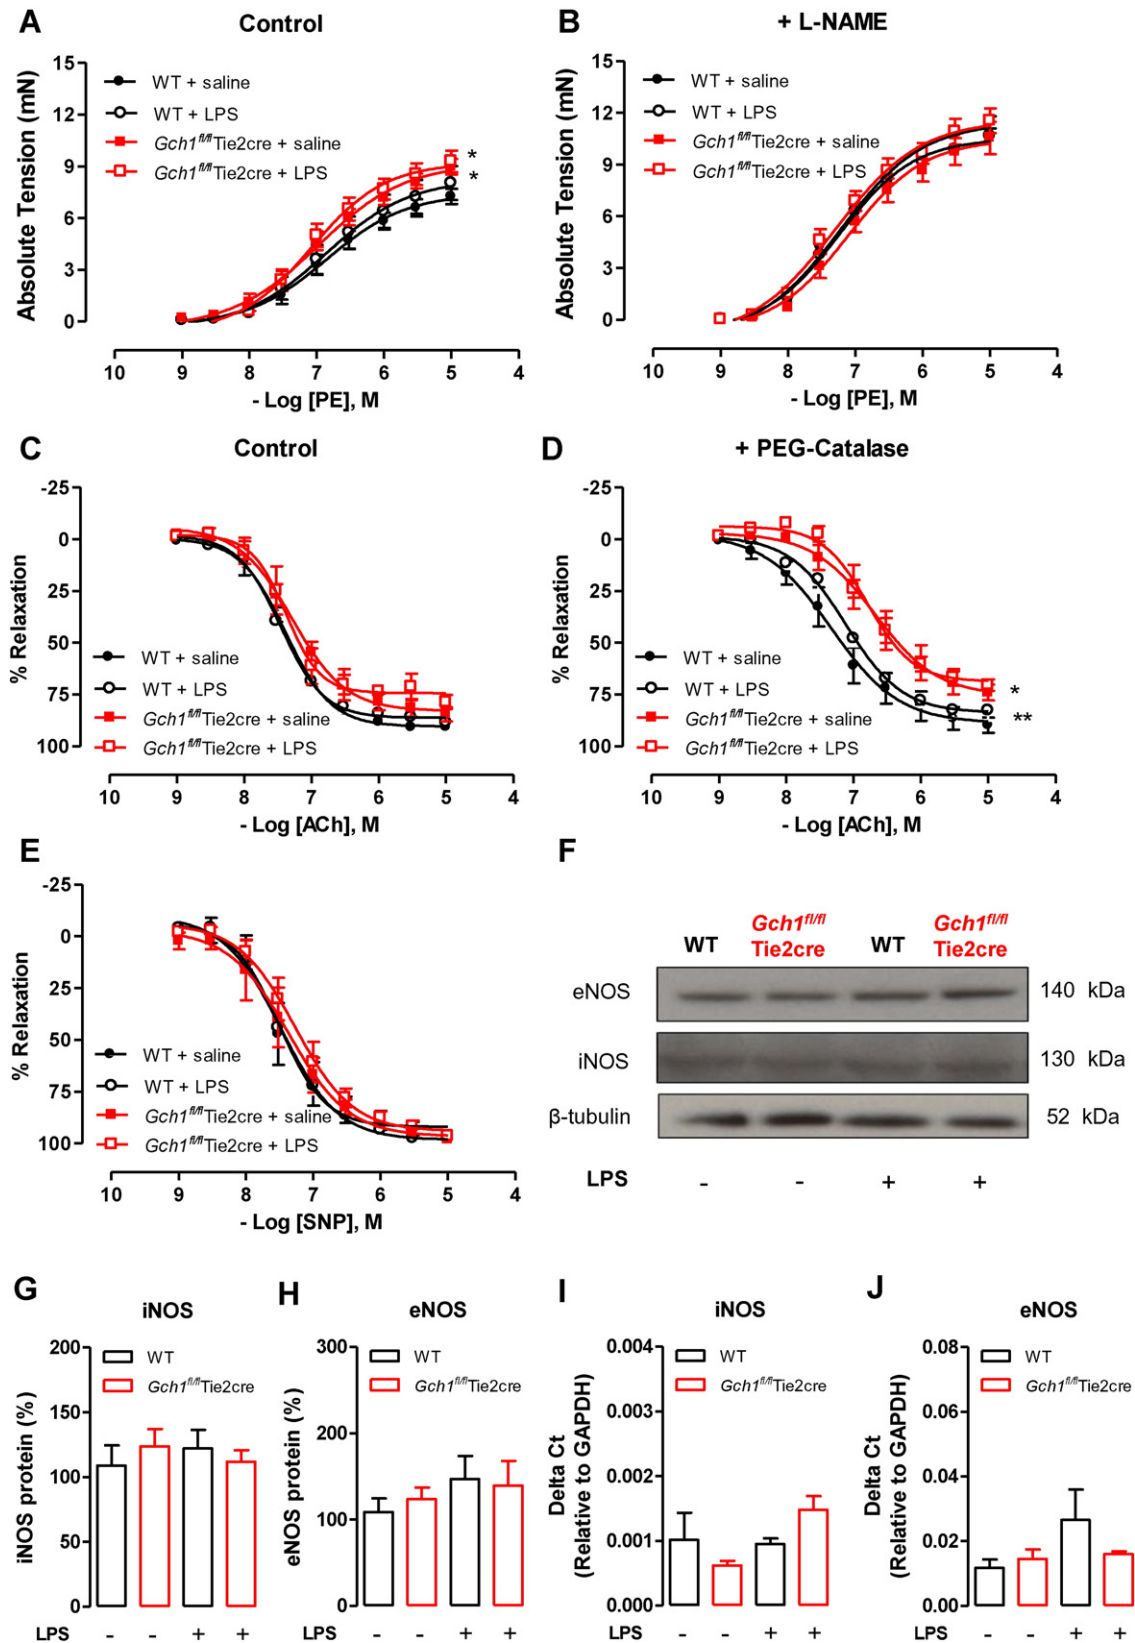 A
Control
Absolute Tension (mN)
15
12
9
6
3
0
WT + saline
WT + LPS
Gch1fl/flTie2cre + saline
Gch1fl/flTie2cre + LPS
*
*
10 9 8 7 6 5 4
- Log [PE], M
B
+ L-NAME
Absolute Tension (mN)
15
12
9
6
3
0
WT + saline
WT + LPS
Gch1fl/flTie2cre + saline
Gch1fl/flTie2cre + LPS
10 9 8 7 6 5 4
- Log [PE], M
C
Control
% Relaxation
-25
0
25
50
75
100
WT + saline
WT + LPS
Gch1fl/flTie2cre + saline
Gch1fl/flTie2cre + LPS
10 9 8 7 6 5 4
- Log [ACh], M
D
+ PEG-Catalase
% Relaxation
-25
0
25
50
75
100
WT + saline
WT + LPS
Gch1fl/flTie2cre + saline
Gch1fl/flTie2cre + LPS
*
**
10 9 8 7 6 5 4
- Log [ACh], M
E
% Relaxation
-25
0
25
50
75
100
WT + saline
WT + LPS
Gch1fl/flTie2cre + saline
Gch1fl/flTie2cre + LPS
10 9 8 7 6 5 4
- Log [SNP], M
F
WT Gch1fl/fl Tie2cre WT Gch1fl/fl Tie2cre
eNOS 140 kDa
iNOS 130 kDa
β-tubulin 52 kDa
LPS - - + +
G
iNOS
iNOS protein (%)
200
150
100
50
0
WT
Gch1fl/flTie2cre
LPS - - + +
H
eNOS
eNOS protein (%)
300
200
100
0
WT
Gch1fl/flTie2cre
LPS - - + +
I
iNOS
Delta Ct
(Relative to GAPDH)
0.004
0.003
0.002
0.001
0.000
WT
Gch1fl/flTie2cre
LPS - - + +
J
eNOS
Delta Ct
(Relative to GAPDH)
0.08
0.06
0.04
0.02
0.00
WT
Gch1fl/flTie2cre
LPS - - + +